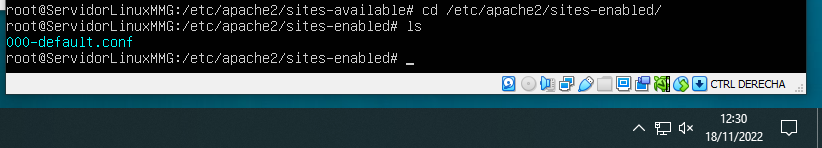 root@ServidorLinuxMMG:/etc/apache2/sites-available# cd /etc/apache2/sites-enabled/
root@ServidorLinuxMMG:/etc/apache2/sites-enabled# ls
000-default.conf
root@ServidorLinuxMMG:/etc/apache2/sites-enabled# _
CTRL DERECHA
12:30
18/11/2022